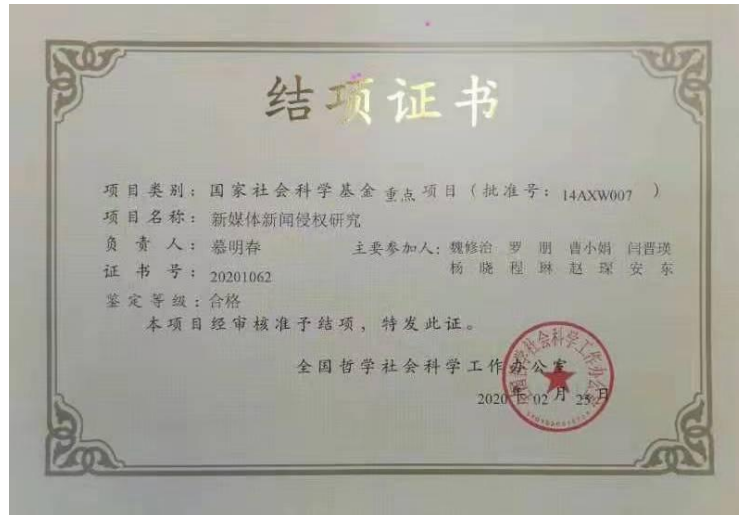 结项证书
项目类别：国家社会科学基金 重点 项目（批准号：14AXW007 ）
项目名称：新媒体新闻侵权研究
负 责 人：慕明春 主要参加人：魏修治 罗 朋 曹小娟 闫晋瑛
证 书 号：20201062 杨 晓 程 琳 赵 琛 安 东
鉴定等级：合格
本项目经审核准予结项，特发此证。
全国哲学社会科学工作办公室
2020年 02 月 25 日